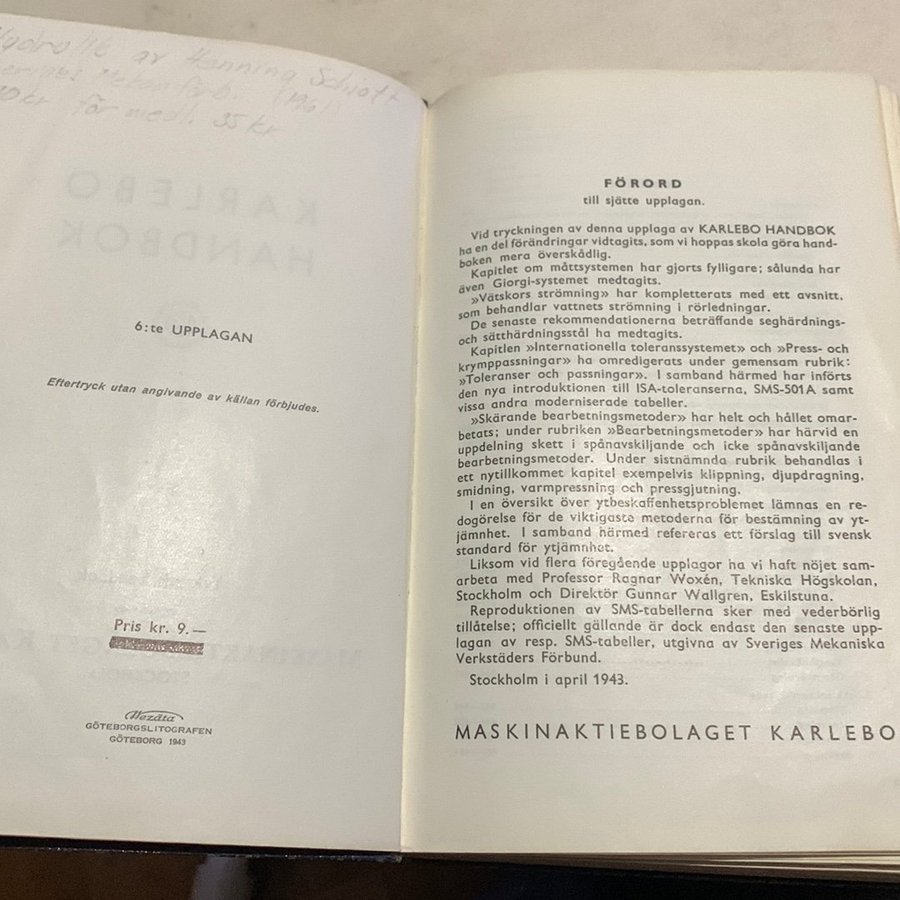 av Henning Schiött
för medl. 35 kr
6:te UPPLAGAN
Eftertryck utan angivande av källan förbjudes.
Pris kr. 9.—
Wezäta
GÖTEBORGSLITOGRAFEN
GÖTEBORG 1943
FÖRORD
till sjätte upplagan.
Vid tryckningen av denna upplaga av KARLEBO HANDBOK
ha en del förändringar vidtagits, som vi hoppas skola göra hand-
boken mera överskådlig.
Kapitlet om måttsystemen har gjorts fylligare; sålunda har
även Giorgi-systemet medtagits.
»Vätskors strömning» har kompletterats med ett avsnitt,
som behandlar vattnets strömning i rörledningar.
De senaste rekommendationerna beträffande seghärdnings-
och sätthärdningsstål ha medtagits.
Kapitlen »Internationella toleranssystemet» och »Press- och
krymppassningar» ha omredigerats under gemensam rubrik:
»Toleranser och passningar». I samband härmed har införts
den nya introduktionen till ISA-toleranserna, SMS-501A samt
vissa andra moderniserade tabeller.
»Skärande bearbetningsmetoder» har helt och hållet omar-
betats; under rubriken »Bearbetningsmetoder» har härvid en
uppdelning skett i spånavskiljande och icke spånavskiljande
bearbetningsmetoder. Under sistnämnda rubrik behandlas i
ett nytillkommet kapitel exempelvis klippning, djupdragning,
smidning, varmpressning och pressgjutning.
I en översikt över ytbeskaffenhetsproblemet lämnas en re-
dogörelse för de viktigaste metoderna för bestämning av yt-
jämnhet. I samband härmed refereras ett förslag till svensk
standard för ytjämnhet.
Liksom vid flera föregående upplagor ha vi haft nöjet sam-
arbeta med Professor Ragnar Woxén, Tekniska Högskolan,
Stockholm och Direktör Gunnar Wallgren, Eskilstuna.
Reproduktionen av SMS-tabellerna sker med vederbörlig
tillåtelse; officiellt gällande är dock endast den senaste upp-
lagan av resp. SMS-tabeller, utgivna av Sveriges Mekaniska
Verkstäders Förbund.
Stockholm i april 1943.
MASKINAKTIEBOLAGET KARLEBO